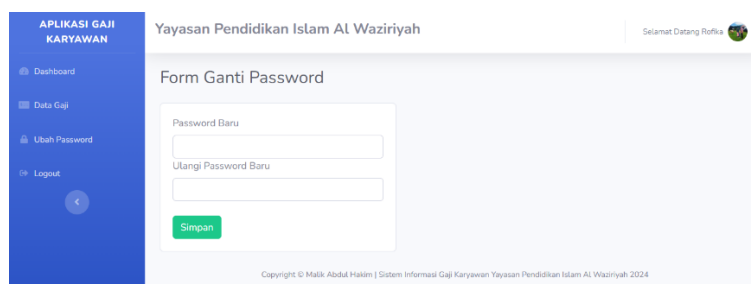 APLIKASI GAJI
KARYAWAN
Yayasan Pendidikan Islam Al Waziriyah
Selamat Datang Rofika
Dashboard
Data Gaji
Ubah Password
Logout
Form Ganti Password
Password Baru
Ulangi Password Baru
Simpan
Copyright © Malik Abdul Hakim | Sistem Informasi Gaji Karyawan Yayasan Pendidikan Islam Al Waziriyah 2024